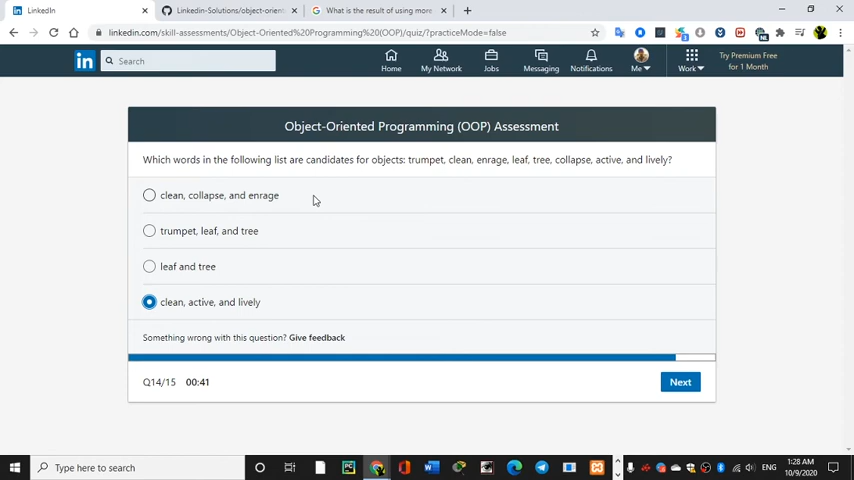 LinkedIn
Linkedin-Solutions/object-orien
What is the result of using more
linkedin.com/skill-assessments/Object-Oriented%20Programming%20(OOP)/quiz/?practiceMode=false
in
Search
Home
My Network
Jobs
Messaging
Notifications
Me
Work
Try Premium Free
for 1 Month
Object-Oriented Programming (OOP) Assessment
Which words in the following list are candidates for objects: trumpet, clean, enrage, leaf, tree, collapse, active, and lively?
clean, collapse, and enrage
trumpet, leaf, and tree
leaf and tree
clean, active, and lively
Something wrong with this question? Give feedback
Q14/15 00:41
Next
Type here to search
ENG
1:28 AM
10/9/2020